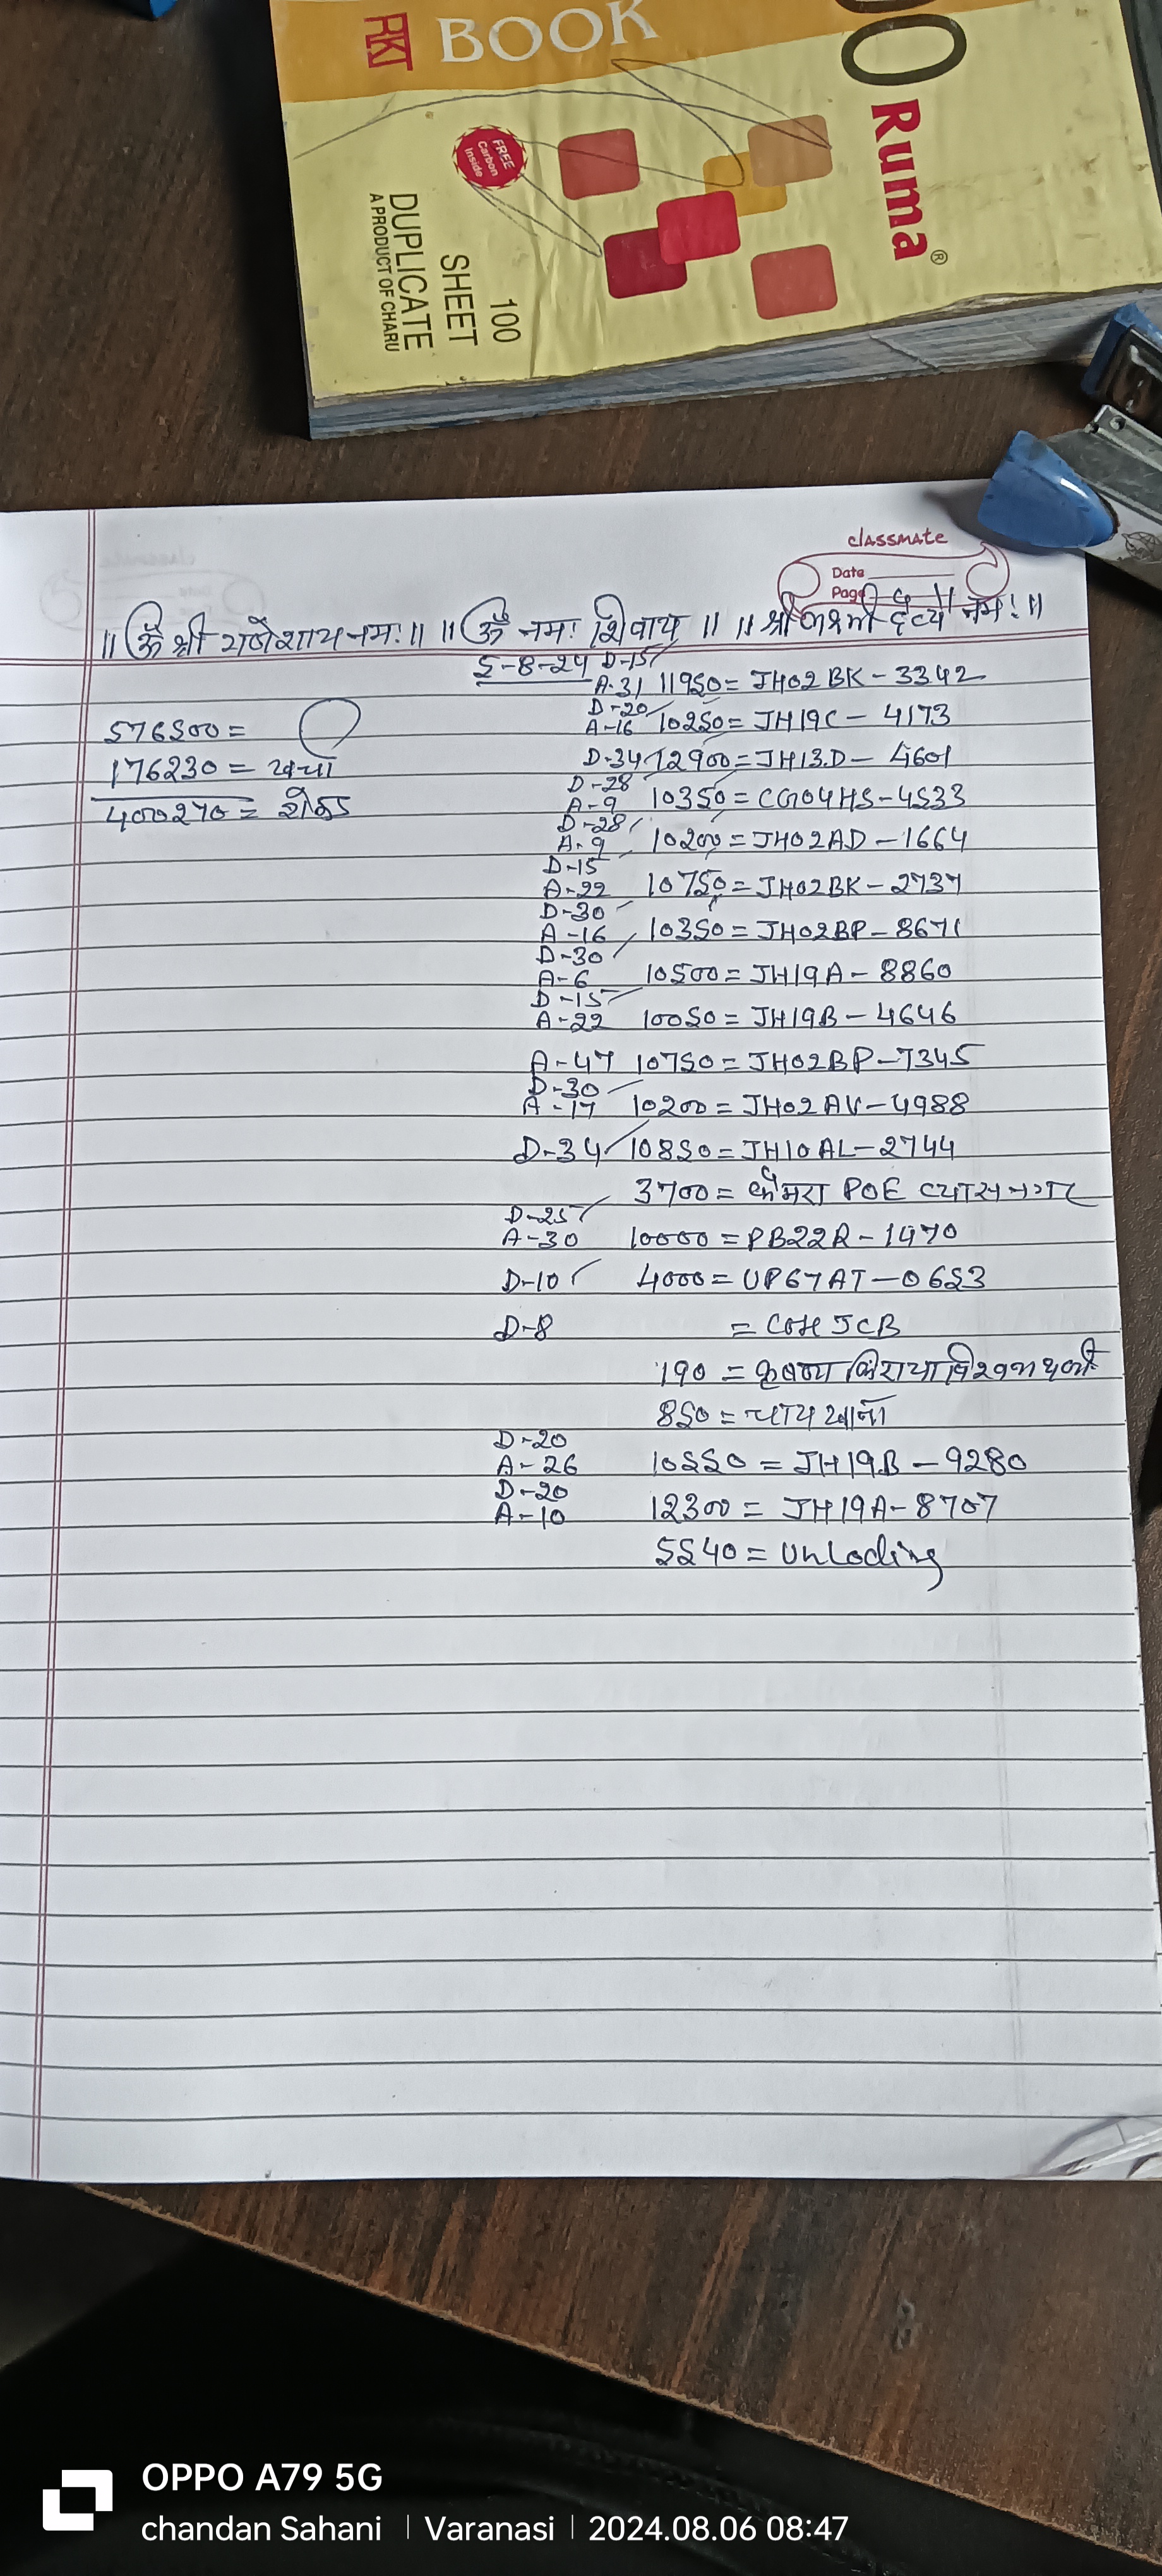 RKT BOOK
Ruma®
FREE Carbon Inside
100
SHEET
DUPLICATE
A PRODUCT OF CHARU
classmate
Date
Page
॥ ॐ श्री गणेशाय नमः ॥ ॥ ॐ नमः शिवाय ॥ ॥ श्री लक्ष्मी देव्यै नमः ॥
5-8-24
576500=
176230= खर्चा
400270= शेष
D-15
A-31 11950= JH02BK-3342
D-20
A-16 10250= JH19C-4173
D-34 12900= JH13D-4601
D-28
A-9 10350= CG04HS-4533
D-28
A-9 10200= JH02AD-1664
D-15
A-22 10750= JH02BK-2737
D-30
A-16 10350= JH02BP-8671
D-30
A-6 10500= JH19A-8860
D-15
A-22 10050= JH19B-4646
A-47 10750= JH02BP-7345
D-30
A-17 10200= JH02AV-4988
D-34 10850= JH10AL-2744
3700= कैमरा POE
D-25
A-30 10000= PB22R-1470
D-10 4000= UP67AT-0653
D-8 = JCB
190= किराया
850= चाय खाना
D-20
A-26 10550= JH19B-9280
D-20
A-10 12300= JH19A-8707
5540= Unloding
OPPO A79 5G
chandan Sahani | Varanasi | 2024.08.06 08:47